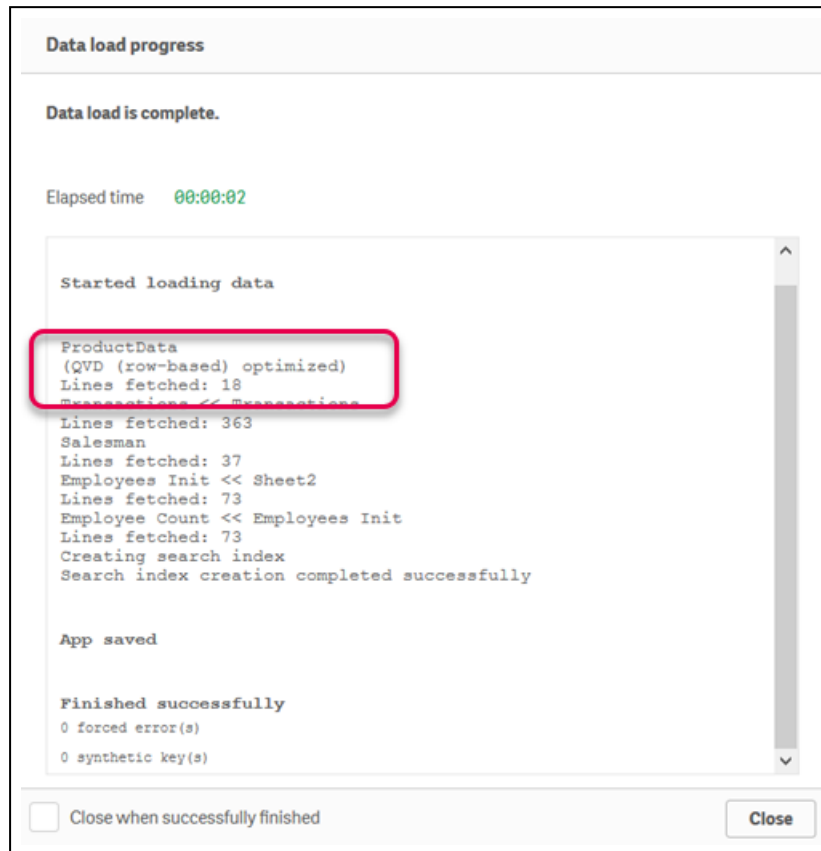 Data load progress
Data load is complete.
Elapsed time 00:00:02
Started loading data
ProductData
(QVD (row-based) optimized)
Lines fetched: 18
Transactions << Transactions
Lines fetched: 363
Salesman
Lines fetched: 37
Employees Init << Sheet2
Lines fetched: 73
Employee Count << Employees Init
Lines fetched: 73
Creating search index
Search index creation completed successfully
App saved
Finished successfully
0 forced error(s)
0 synthetic key(s)
Close when successfully finished
Close